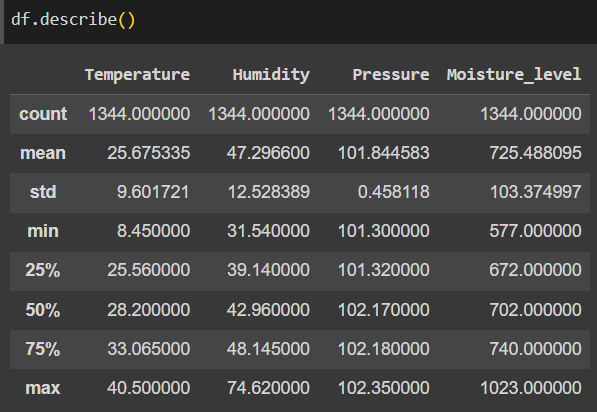 df.describe()
Temperature Humidity Pressure Moisture_level
count 1344.000000 1344.000000 1344.000000 1344.000000
mean 25.675335 47.296600 101.844583 725.488095
std 9.601721 12.528389 0.458118 103.374997
min 8.450000 31.540000 101.300000 577.000000
25% 25.560000 39.140000 101.320000 672.000000
50% 28.200000 42.960000 102.170000 702.000000
75% 33.065000 48.145000 102.180000 740.000000
max 40.500000 74.620000 102.350000 1023.000000